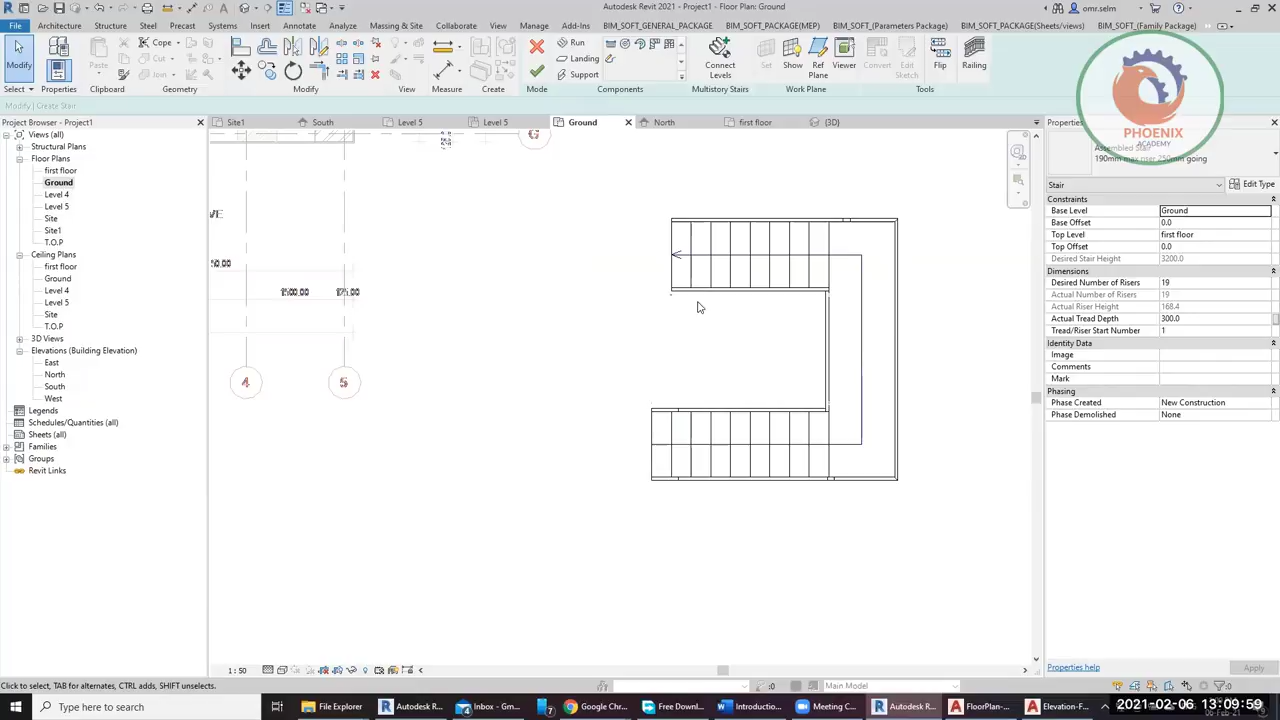 Autodesk Revit 2021 - Project1 - Floor Plan: Ground
omr.selm
File Architecture Structure Steel Precast Systems Insert Annotate Analyze Massing & Site Collaborate View Manage Add-Ins BIM_SOFT_GENERAL_PACKAGE BIM_SOFT_PACKAGE(MEP) BIM_SOFT_(Parameters Package) BIM_SOFT_PACKAGE(Sheets/views) BIM_SOFT_(Family Package)
Modify Paste Cope Cut Join Run Landing Support Connect Levels Set Show Ref Plane Viewer Convert Edit Sketch Flip Railing
Select Properties Clipboard Geometry Modify View Measure Create Mode Components Multistory Stairs Work Plane Tools
Modify | Create Stair
PHOENIX
ACADEMY
Project Browser - Project1
Site1 South Level 5 Level 5 Ground North first floor {3D}
Properties
Views (all)
Structural Plans
Floor Plans
first floor
Ground
Level 4
Level 5
Site
Site1
T.O.P
Ceiling Plans
first floor
Ground
Level 4
Level 5
Site
T.O.P
3D Views
Elevations (Building Elevation)
East
North
South
West
Legends
Schedules/Quantities (all)
Sheets (all)
Families
Groups
Revit Links
4
5
Assembled Stair
190mm max riser 250mm going
Stair
Edit Type
Constraints
Base Level Ground
Base Offset 0.0
Top Level first floor
Top Offset 0.0
Desired Stair Height 3200.0
Dimensions
Desired Number of Risers 19
Actual Number of Risers 19
Actual Riser Height 168.4
Actual Tread Depth 300.0
Tread/Riser Start Number 1
Identity Data
Image
Comments
Mark
Phasing
Phase Created New Construction
Phase Demolished None
Properties help
Apply
1 : 50
Click to select, TAB for alternates, CTRL adds, SHIFT unselects.
:0
Main Model
:0
Type here to search
File Explorer Autodesk R... Inbox - Gm... Google Chr... Free Downl... Introductio... Meeting C... Autodesk R... FloorPlan-... Elevation-F...
2021-02-06 13:09:59